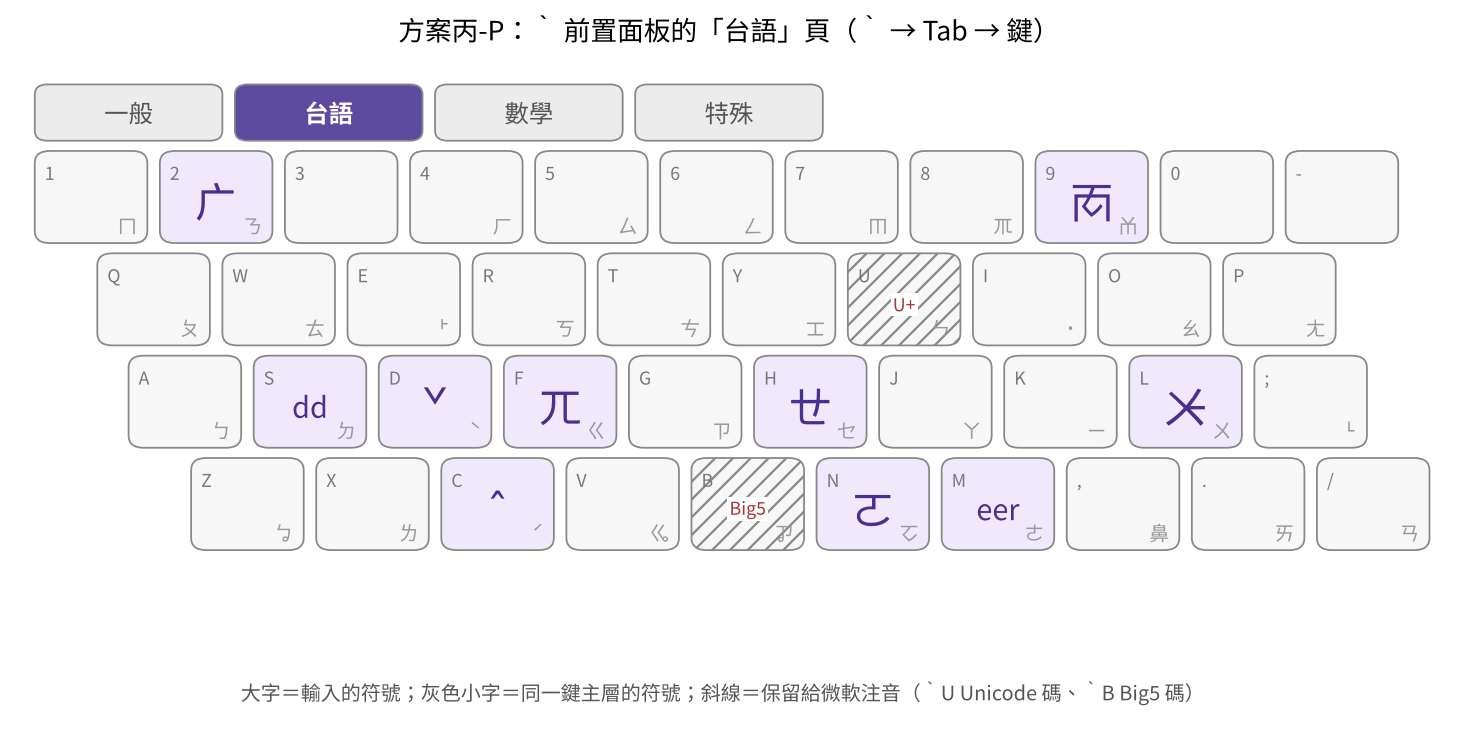 方案丙-P：ˋ 前置面板的「台語」頁（ˋ → Tab → 鍵）
一般 台語 數學 特殊
1 ㄇ 2 广 ㄋ 3 4 ㄏ 5 ㄙ 6 ㄥ 7 8 9 0 -
Q ㄆ W ㄊ E R ㄎ T ㄘ Y ㆤ U U+ ㄣ I ˙ O ㄠ P ㄤ
A ㄅ S dd ㄉ D ˇ ˋ F ㄍ G ㄗ H ㄝ J ㄚ K ㄧ L ㄨ ;
Z ㆠ X ㄌ C ˆ ˊ V ㆣ B Big5 ㆡ N ㆦ M eer ㄜ , 鼻 . ㄞ / ㄢ
大字＝輸入的符號；灰色小字＝同一鍵主層的符號；斜線＝保留給微軟注音（ˋ U Unicode 碼、ˋ B Big5 碼）